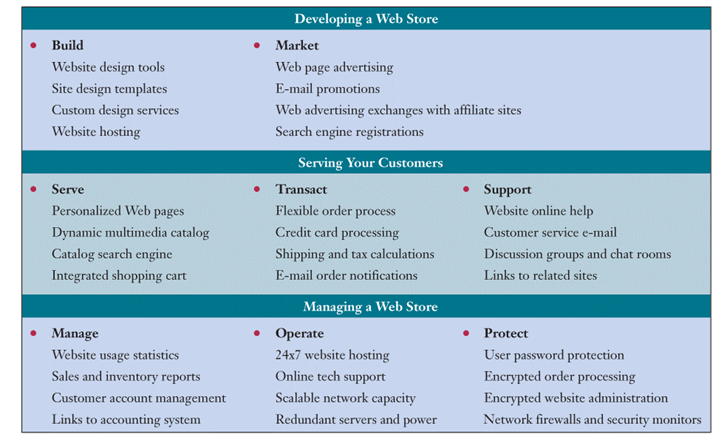 Developing a Web Store
Build
Website design tools
Site design templates
Custom design services
Website hosting
Market
Web page advertising
E-mail promotions
Web advertising exchanges with affiliate sites
Search engine registrations
Serving Your Customers
Serve
Personalized Web pages
Dynamic multimedia catalog
Catalog search engine
Integrated shopping cart
Transact
Flexible order process
Credit card processing
Shipping and tax calculations
E-mail order notifications
Support
Website online help
Customer service e-mail
Discussion groups and chat rooms
Links to related sites
Managing a Web Store
Manage
Website usage statistics
Sales and inventory reports
Customer account management
Links to accounting system
Operate
24x7 website hosting
Online tech support
Scalable network capacity
Redundant servers and power
Protect
User password protection
Encrypted order processing
Encrypted website administration
Network firewalls and security monitors